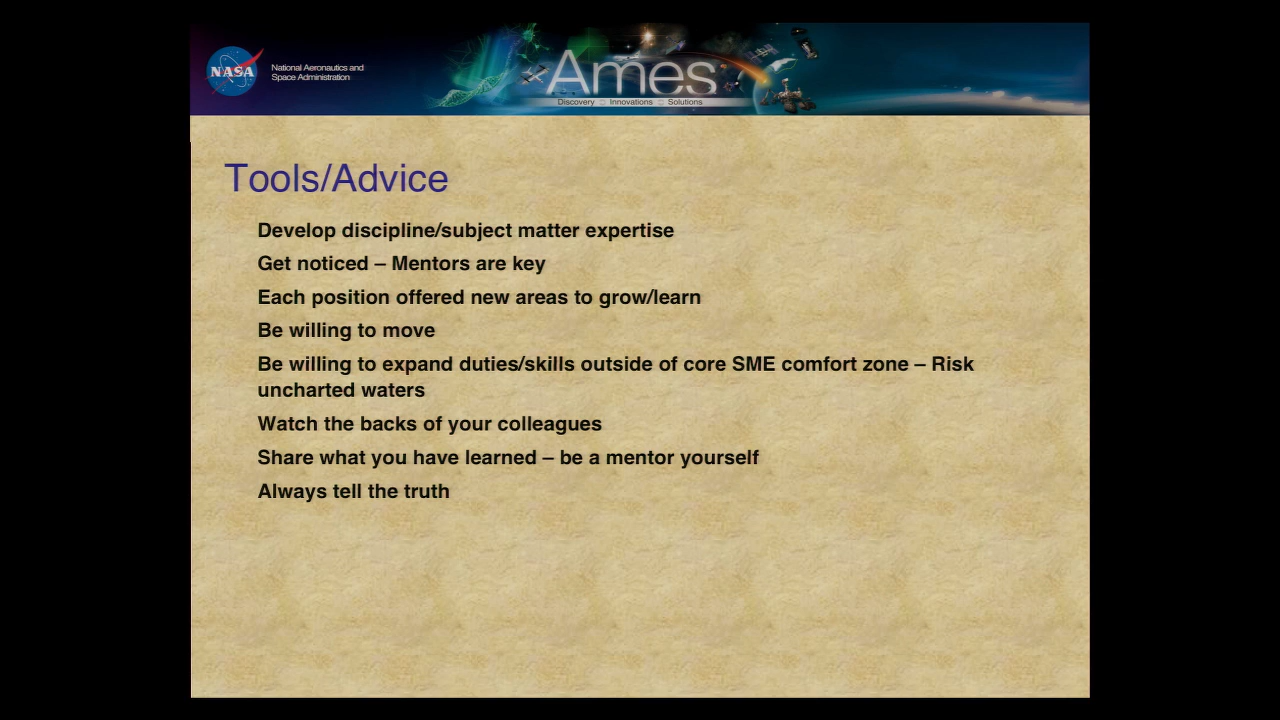 NASA
National Aeronautics and
Space Administration
Ames
Discovery Innovations Solutions
Tools/Advice
Develop discipline/subject matter expertise
Get noticed – Mentors are key
Each position offered new areas to grow/learn
Be willing to move
Be willing to expand duties/skills outside of core SME comfort zone – Risk
uncharted waters
Watch the backs of your colleagues
Share what you have learned – be a mentor yourself
Always tell the truth